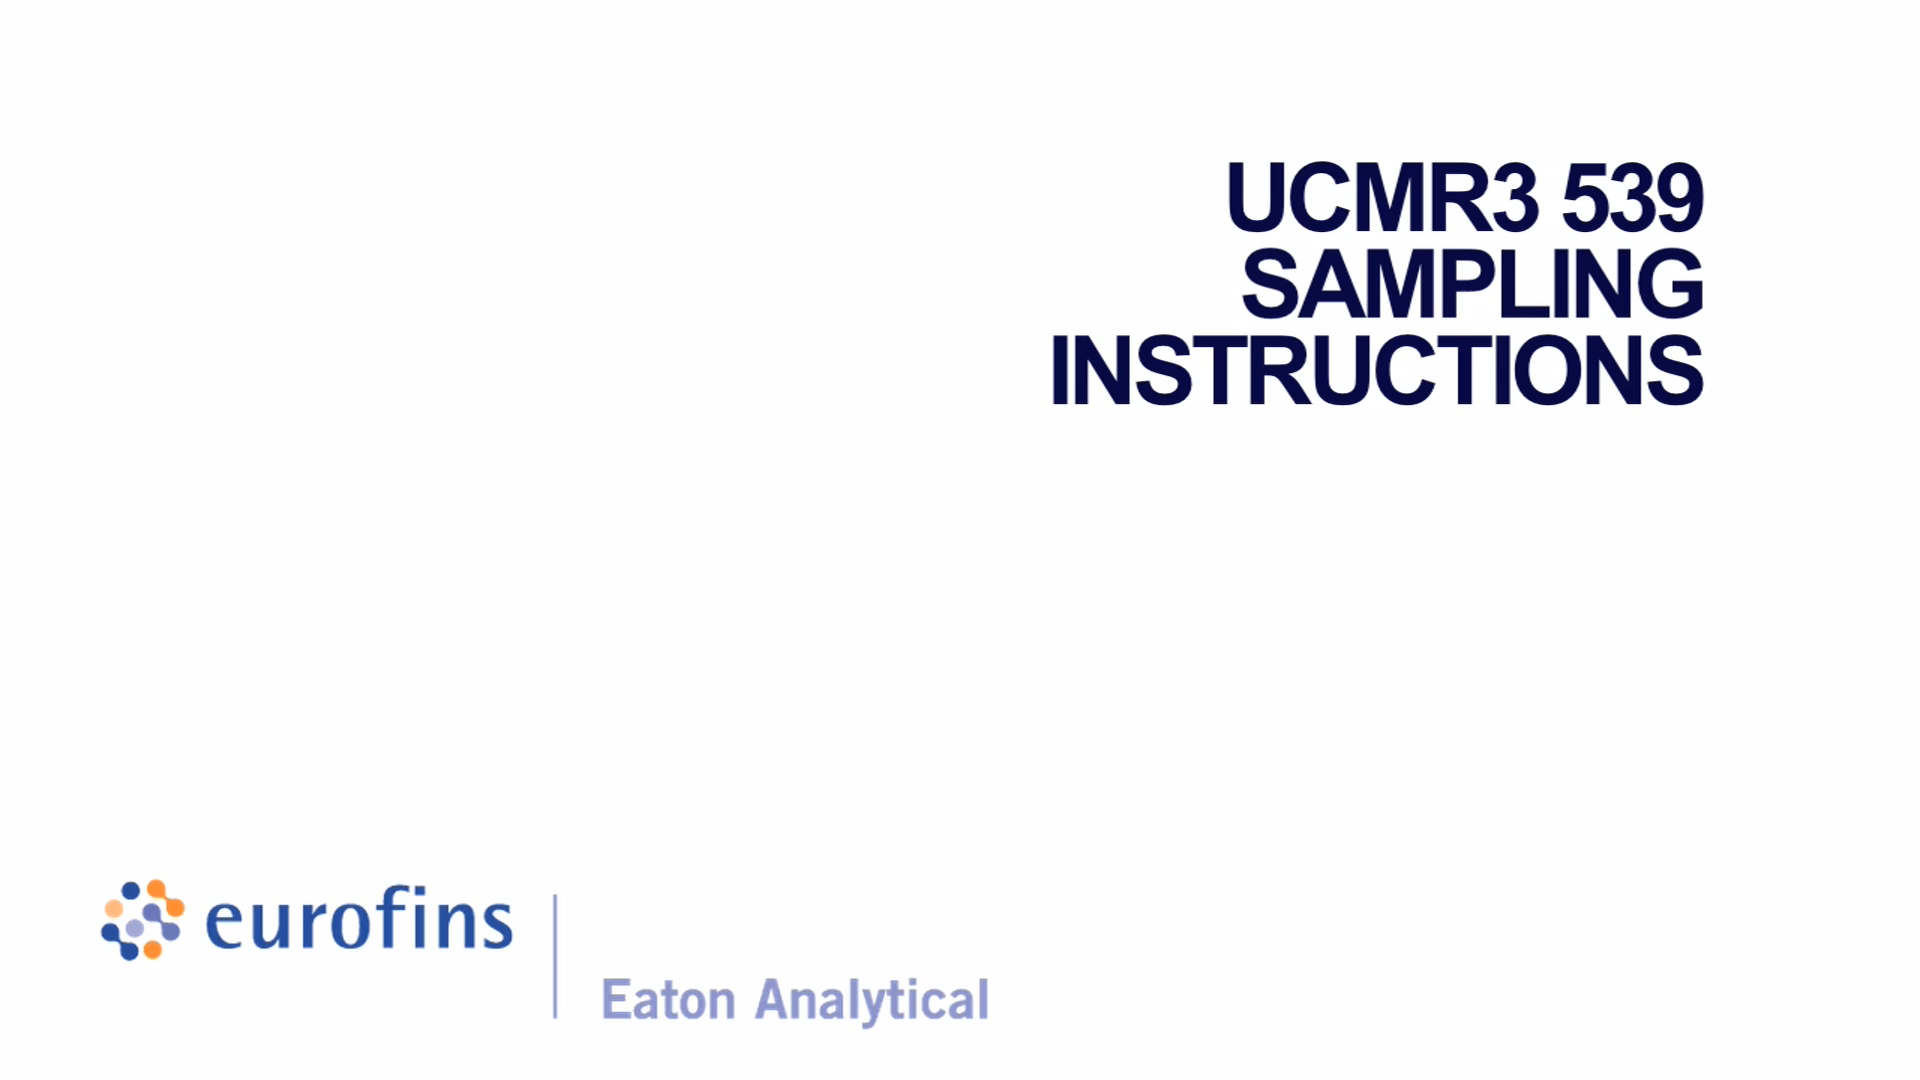 UCMR3 539
SAMPLING
INSTRUCTIONS
eurofins
Eaton Analytical